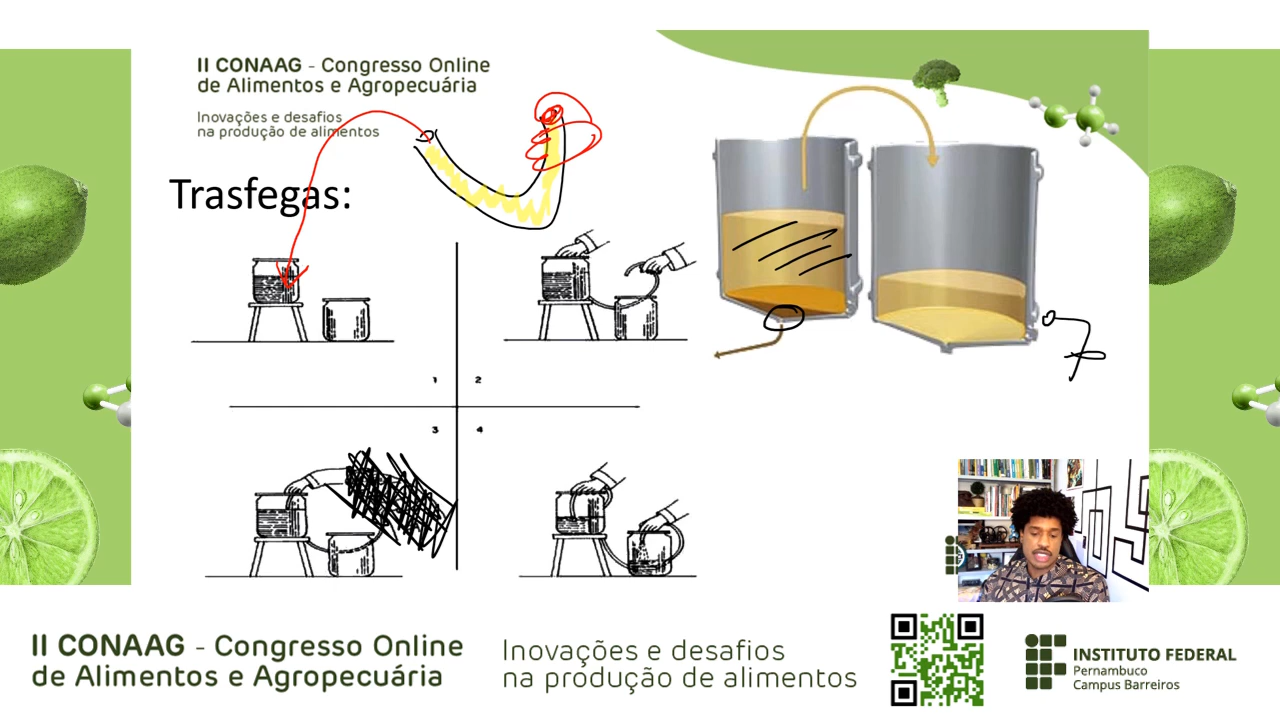 II CONAAG - Congresso Online
de Alimentos e Agropecuária
Inovações e desafios
na produção de alimentos
Trasfegas:
1
2
3
4
II CONAAG - Congresso Online
de Alimentos e Agropecuária
Inovações e desafios
na produção de alimentos
INSTITUTO FEDERAL
Pernambuco
Campus Barreiros